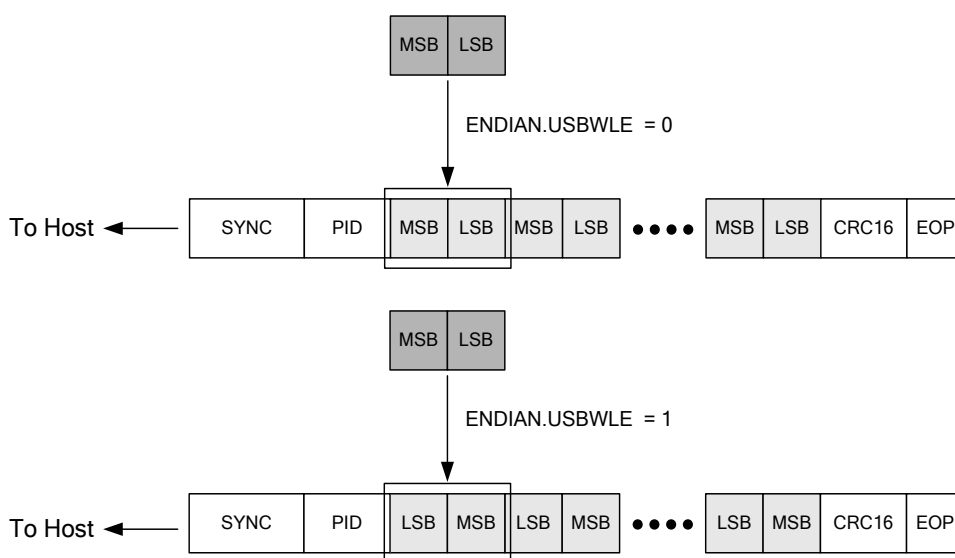 MSB LSB
ENDIAN.USBWLE = 0
To Host SYNC PID MSB LSB MSB LSB MSB LSB CRC16 EOP
MSB LSB
ENDIAN.USBWLE = 1
To Host SYNC PID LSB MSB LSB MSB LSB MSB CRC16 EOP